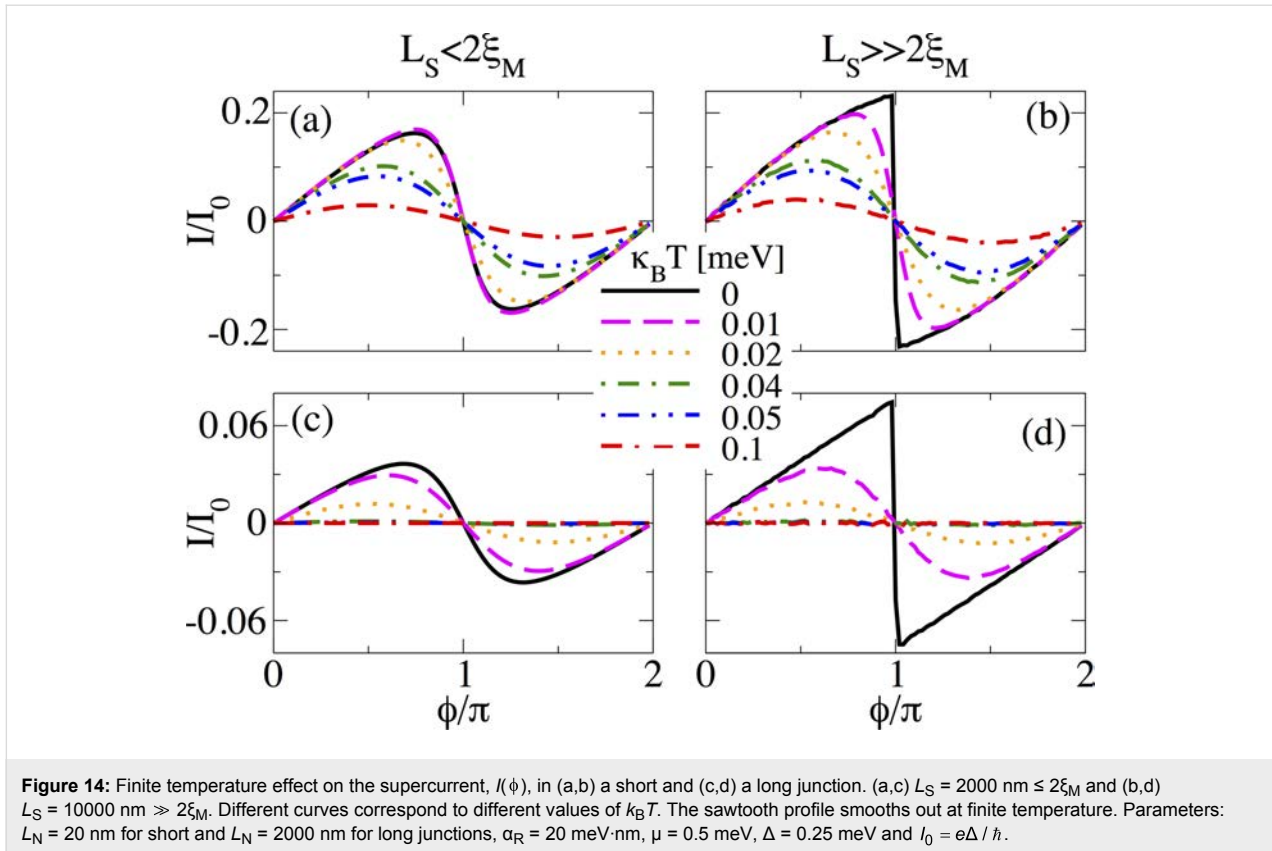 L_S<2ξ_M
L_S>>2ξ_M
(a)
(b)
0.2
0
-0.2
I/I_0
κ_BT [meV]
0
0.01
0.02
0.04
0.05
0.1
(c)
(d)
0.06
0
-0.06
I/I_0
0 1 2
0 1 2
ϕ/π
ϕ/π
Figure 14: Finite temperature effect on the supercurrent, I(ϕ), in (a,b) a short and (c,d) a long junction. (a,c) L_S = 2000 nm ≤ 2ξ_M and (b,d)
L_S = 10000 nm ≫ 2ξ_M. Different curves correspond to different values of k_BT. The sawtooth profile smooths out at finite temperature. Parameters:
L_N = 20 nm for short and L_N = 2000 nm for long junctions, α_R = 20 meV·nm, μ = 0.5 meV, Δ = 0.25 meV and I_0 = eΔ / ℏ.